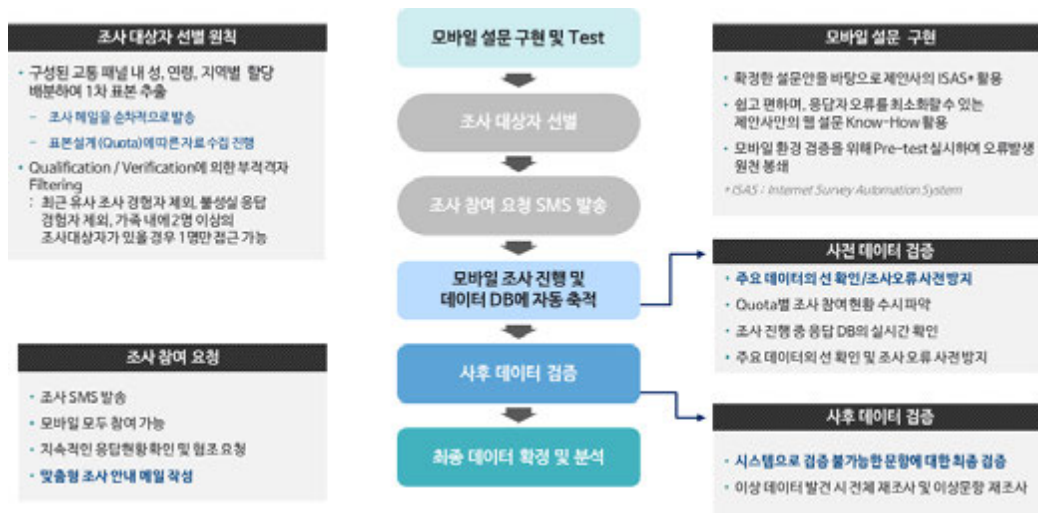 조사 대상자 선별 원칙
• 구성된 교통 패널 내 성, 연령, 지역별 할당
배분하여 1차 표본 추출
– 조사 메일을 순차적으로 발송
– 표본설계(Quota)에 따른 자료 수집 진행
• Qualification / Verification에 의한 부적격자
Filtering
: 최근 유사 조사 경험자 제외, 불성실 응답
경험자 제외, 가족 내에 2명 이상의
조사대상자가 있을 경우 1명만 접근 가능
조사 참여 요청
• 조사 SMS 발송
• 모바일 모두 참여 가능
• 지속적인 응답현황 확인 및 협조 요청
• 맞춤형 조사 안내 메일 작성
모바일 설문 구현 및 Test
조사 대상자 선별
조사 참여 요청 SMS 발송
모바일 조사 진행 및
데이터 DB에 자동 축적
사후 데이터 검증
최종 데이터 확정 및 분석
모바일 설문 구현
• 확정한 설문안을 바탕으로 제안사의 ISAS* 활용
• 쉽고 편하며, 응답자 오류를 최소화할 수 있는
제안사만의 웹 설문 Know-How 활용
• 모바일 환경 검증을 위해 Pre-test 실시하여 오류발생
원천 봉쇄
* ISAS : Internet Survey Automation System
사전 데이터 검증
• 주요 데이터의 선 확인/조사오류 사전 방지
• Quota별 조사 참여현황 수시 파악
• 조사 진행 중 응답 DB의 실시간 확인
• 주요 데이터의 선 확인 및 조사 오류 사전 방지
사후 데이터 검증
• 시스템으로 검증 불가능한 문항에 대한 최종 검증
• 이상 데이터 발견 시 전체 재조사 및 이상문항 재조사